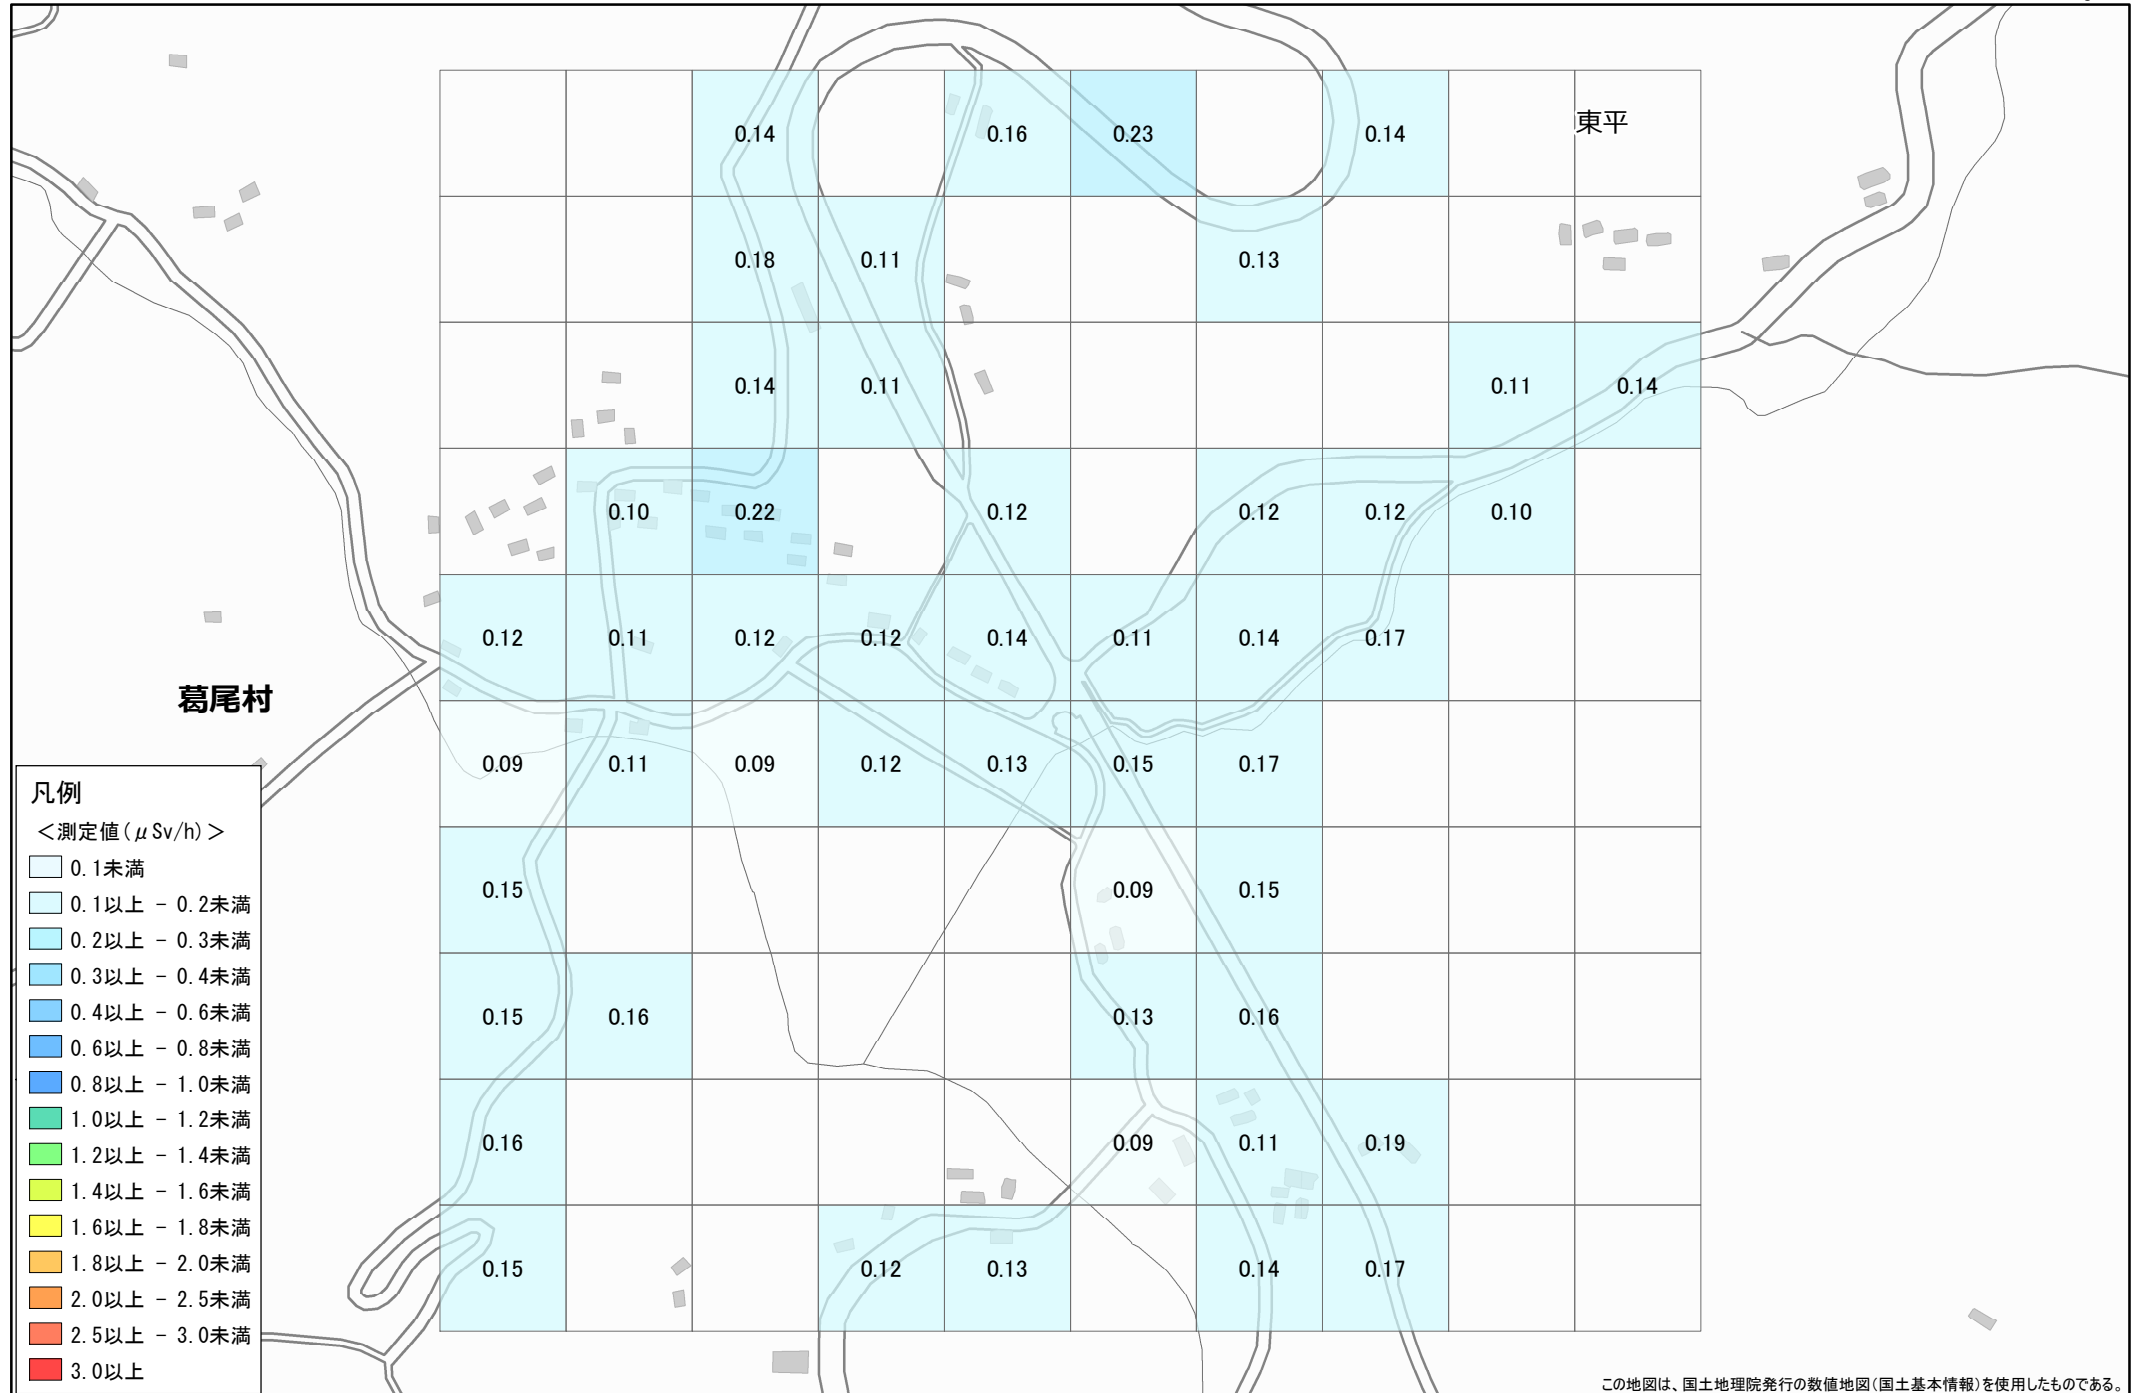 0.14 0.16 0.23 0.14 東平
0.18 0.11 0.13
0.14 0.11 0.11 0.14
0.10 0.22 0.12 0.12 0.12 0.10
0.12 0.11 0.12 0.12 0.14 0.11 0.14 0.17
葛尾村
0.09 0.11 0.09 0.12 0.13 0.15 0.17
0.15 0.09 0.15
0.15 0.16 0.13 0.16
0.16 0.09 0.11 0.19
0.15 0.12 0.13 0.14 0.17
凡例
＜測定値(μSv/h)＞
0.1未満
0.1以上 - 0.2未満
0.2以上 - 0.3未満
0.3以上 - 0.4未満
0.4以上 - 0.6未満
0.6以上 - 0.8未満
0.8以上 - 1.0未満
1.0以上 - 1.2未満
1.2以上 - 1.4未満
1.4以上 - 1.6未満
1.6以上 - 1.8未満
1.8以上 - 2.0未満
2.0以上 - 2.5未満
2.5以上 - 3.0未満
3.0以上
この地図は、国土地理院発行の数値地図(国土基本情報)を使用したものである。